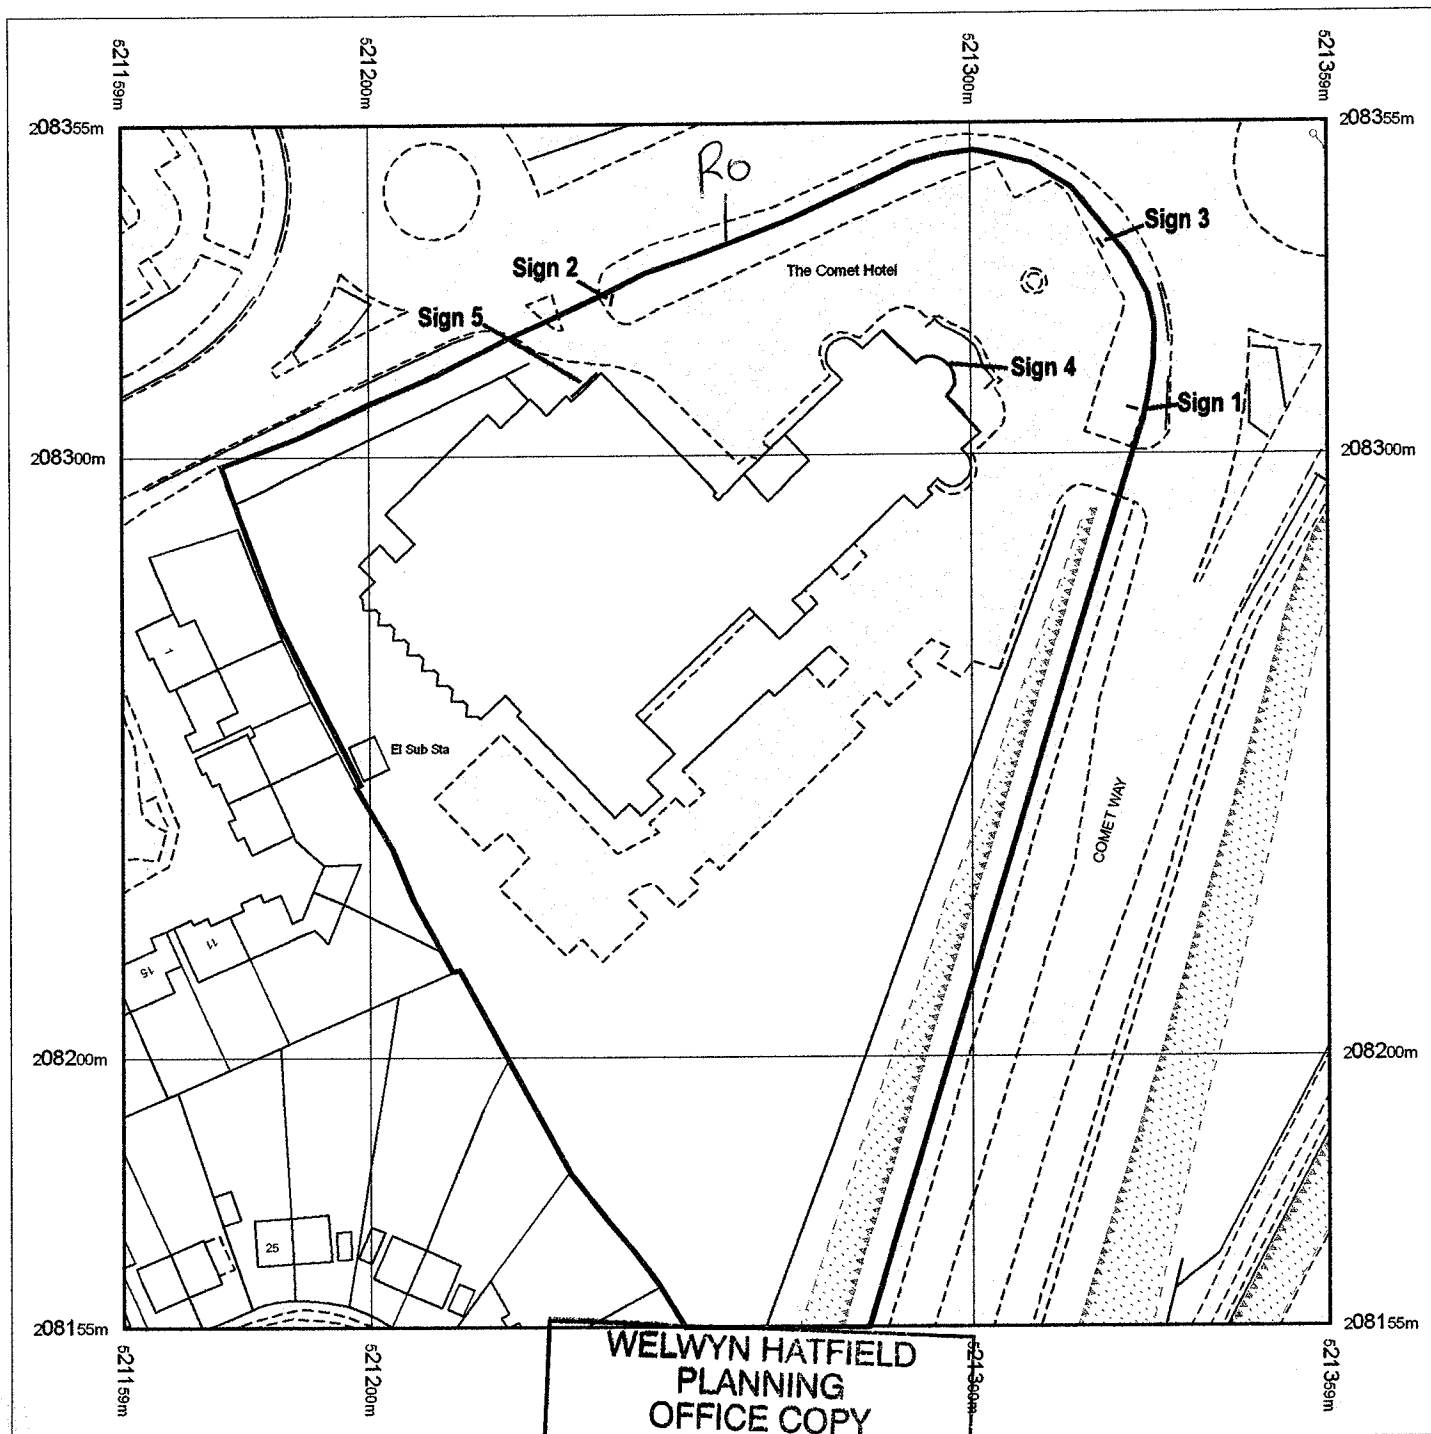 521159m
521200m
521300m
521359m
208355m
208355m
RO
Sign 3
Sign 2
The Comet Hotel
Sign 5
Sign 4
Sign 1
208300m
208300m
1
El Sub Sta
COMET WAY
11
15
208200m
208200m
25
208155m
208155m
521159m
521200m
521300m
521359m
WELWYN HATFIELD
PLANNING
OFFICE COPY